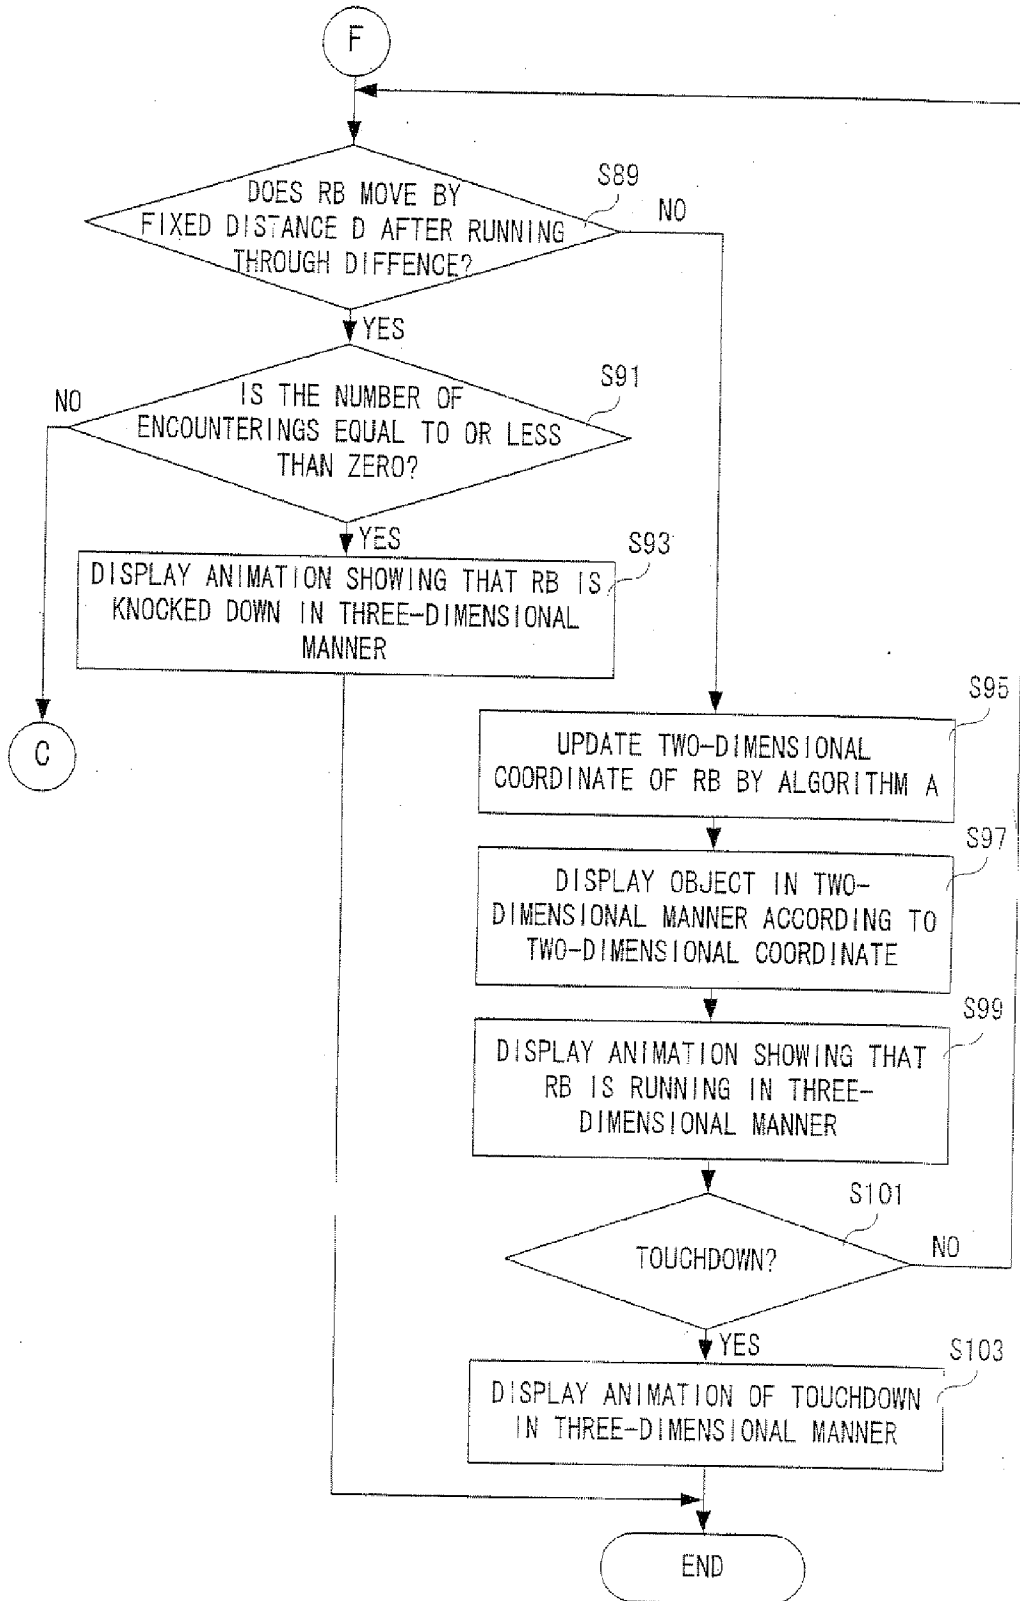 F
S89
DOES RB MOVE BY
FIXED DISTANCE D AFTER RUNNING
THROUGH DIFFENCE?
NO
YES
S91
NO
IS THE NUMBER OF
ENCOUNTERINGS EQUAL TO OR LESS
THAN ZERO?
YES
S93
DISPLAY ANIMATION SHOWING THAT RB IS
KNOCKED DOWN IN THREE-DIMENSIONAL
MANNER
C
S95
UPDATE TWO-DIMENSIONAL
COORDINATE OF RB BY ALGORITHM A
S97
DISPLAY OBJECT IN TWO-
DIMENSIONAL MANNER ACCORDING TO
TWO-DIMENSIONAL COORDINATE
S99
DISPLAY ANIMATION SHOWING THAT
RB IS RUNNING IN THREE-
DIMENSIONAL MANNER
S101
TOUCHDOWN?
NO
YES
S103
DISPLAY ANIMATION OF TOUCHDOWN
IN THREE-DIMENSIONAL MANNER
END